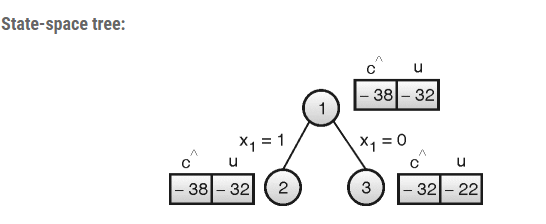 State-space tree:
ĉ u
1 -38 -32
x₁ = 1 x₁ = 0
ĉ u ĉ u
-38 -32 2 3 -32 -22